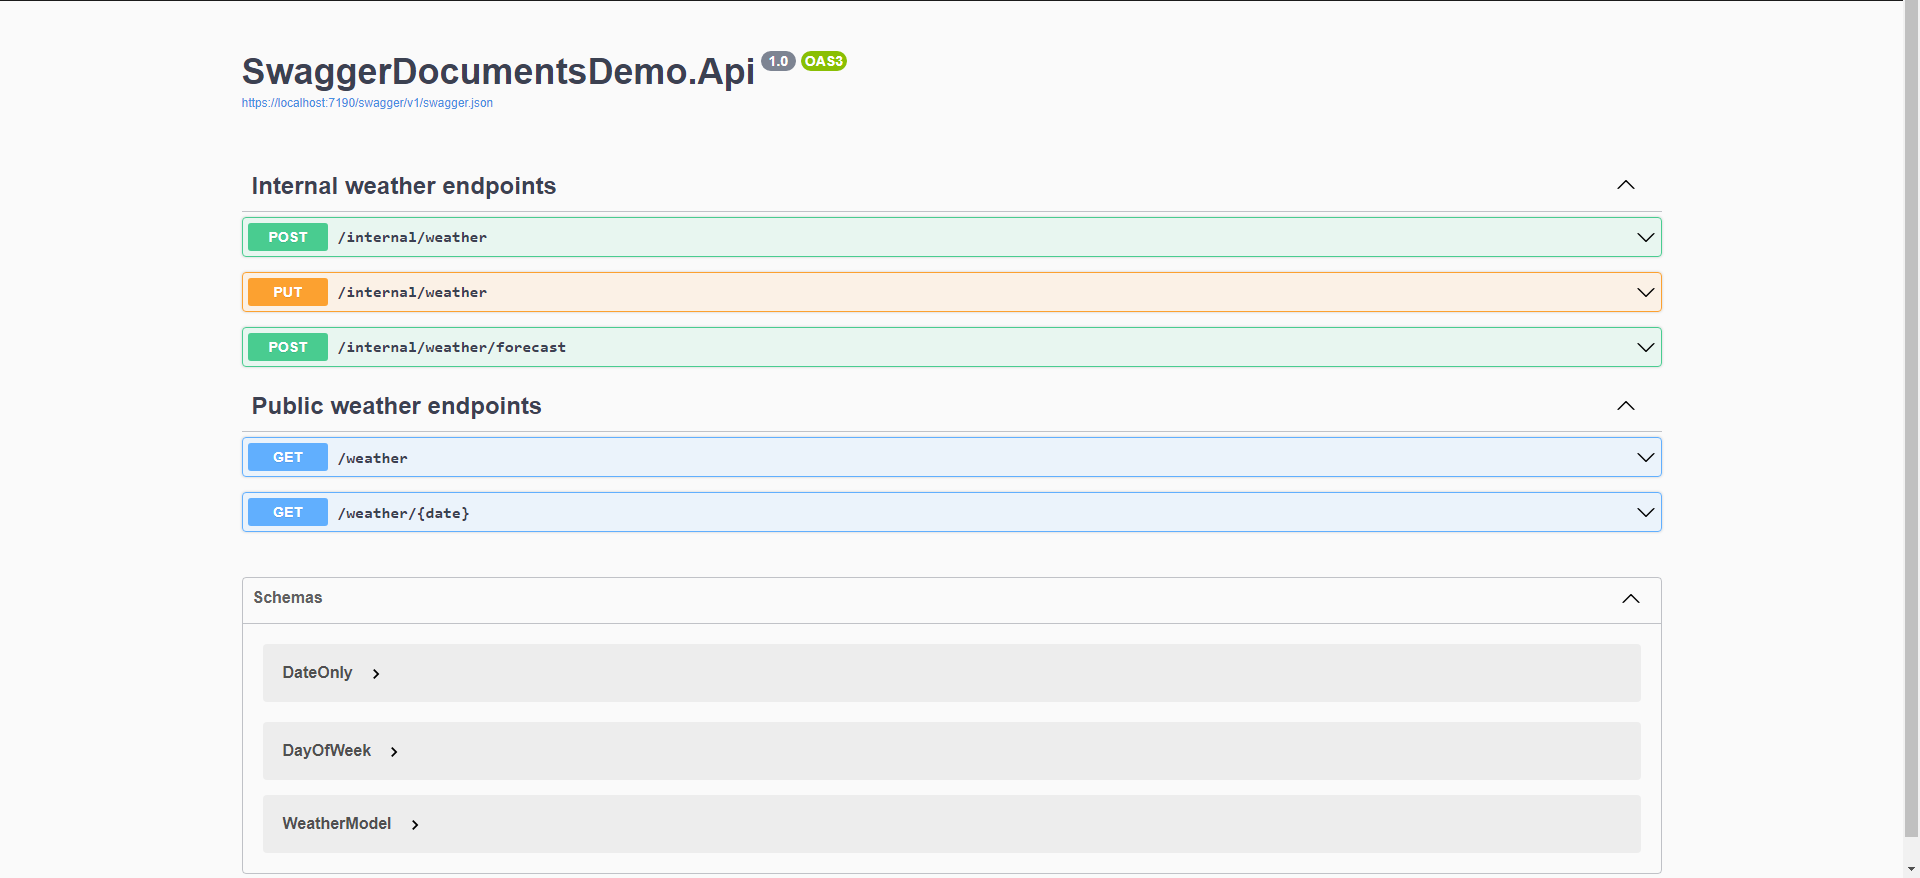 SwaggerDocumentsDemo.Api 1.0 OAS3
https://localhost:7190/swagger/v1/swagger.json
Internal weather endpoints
POST /internal/weather
PUT /internal/weather
POST /internal/weather/forecast
Public weather endpoints
GET /weather
GET /weather/{date}
Schemas
DateOnly
DayOfWeek
WeatherModel